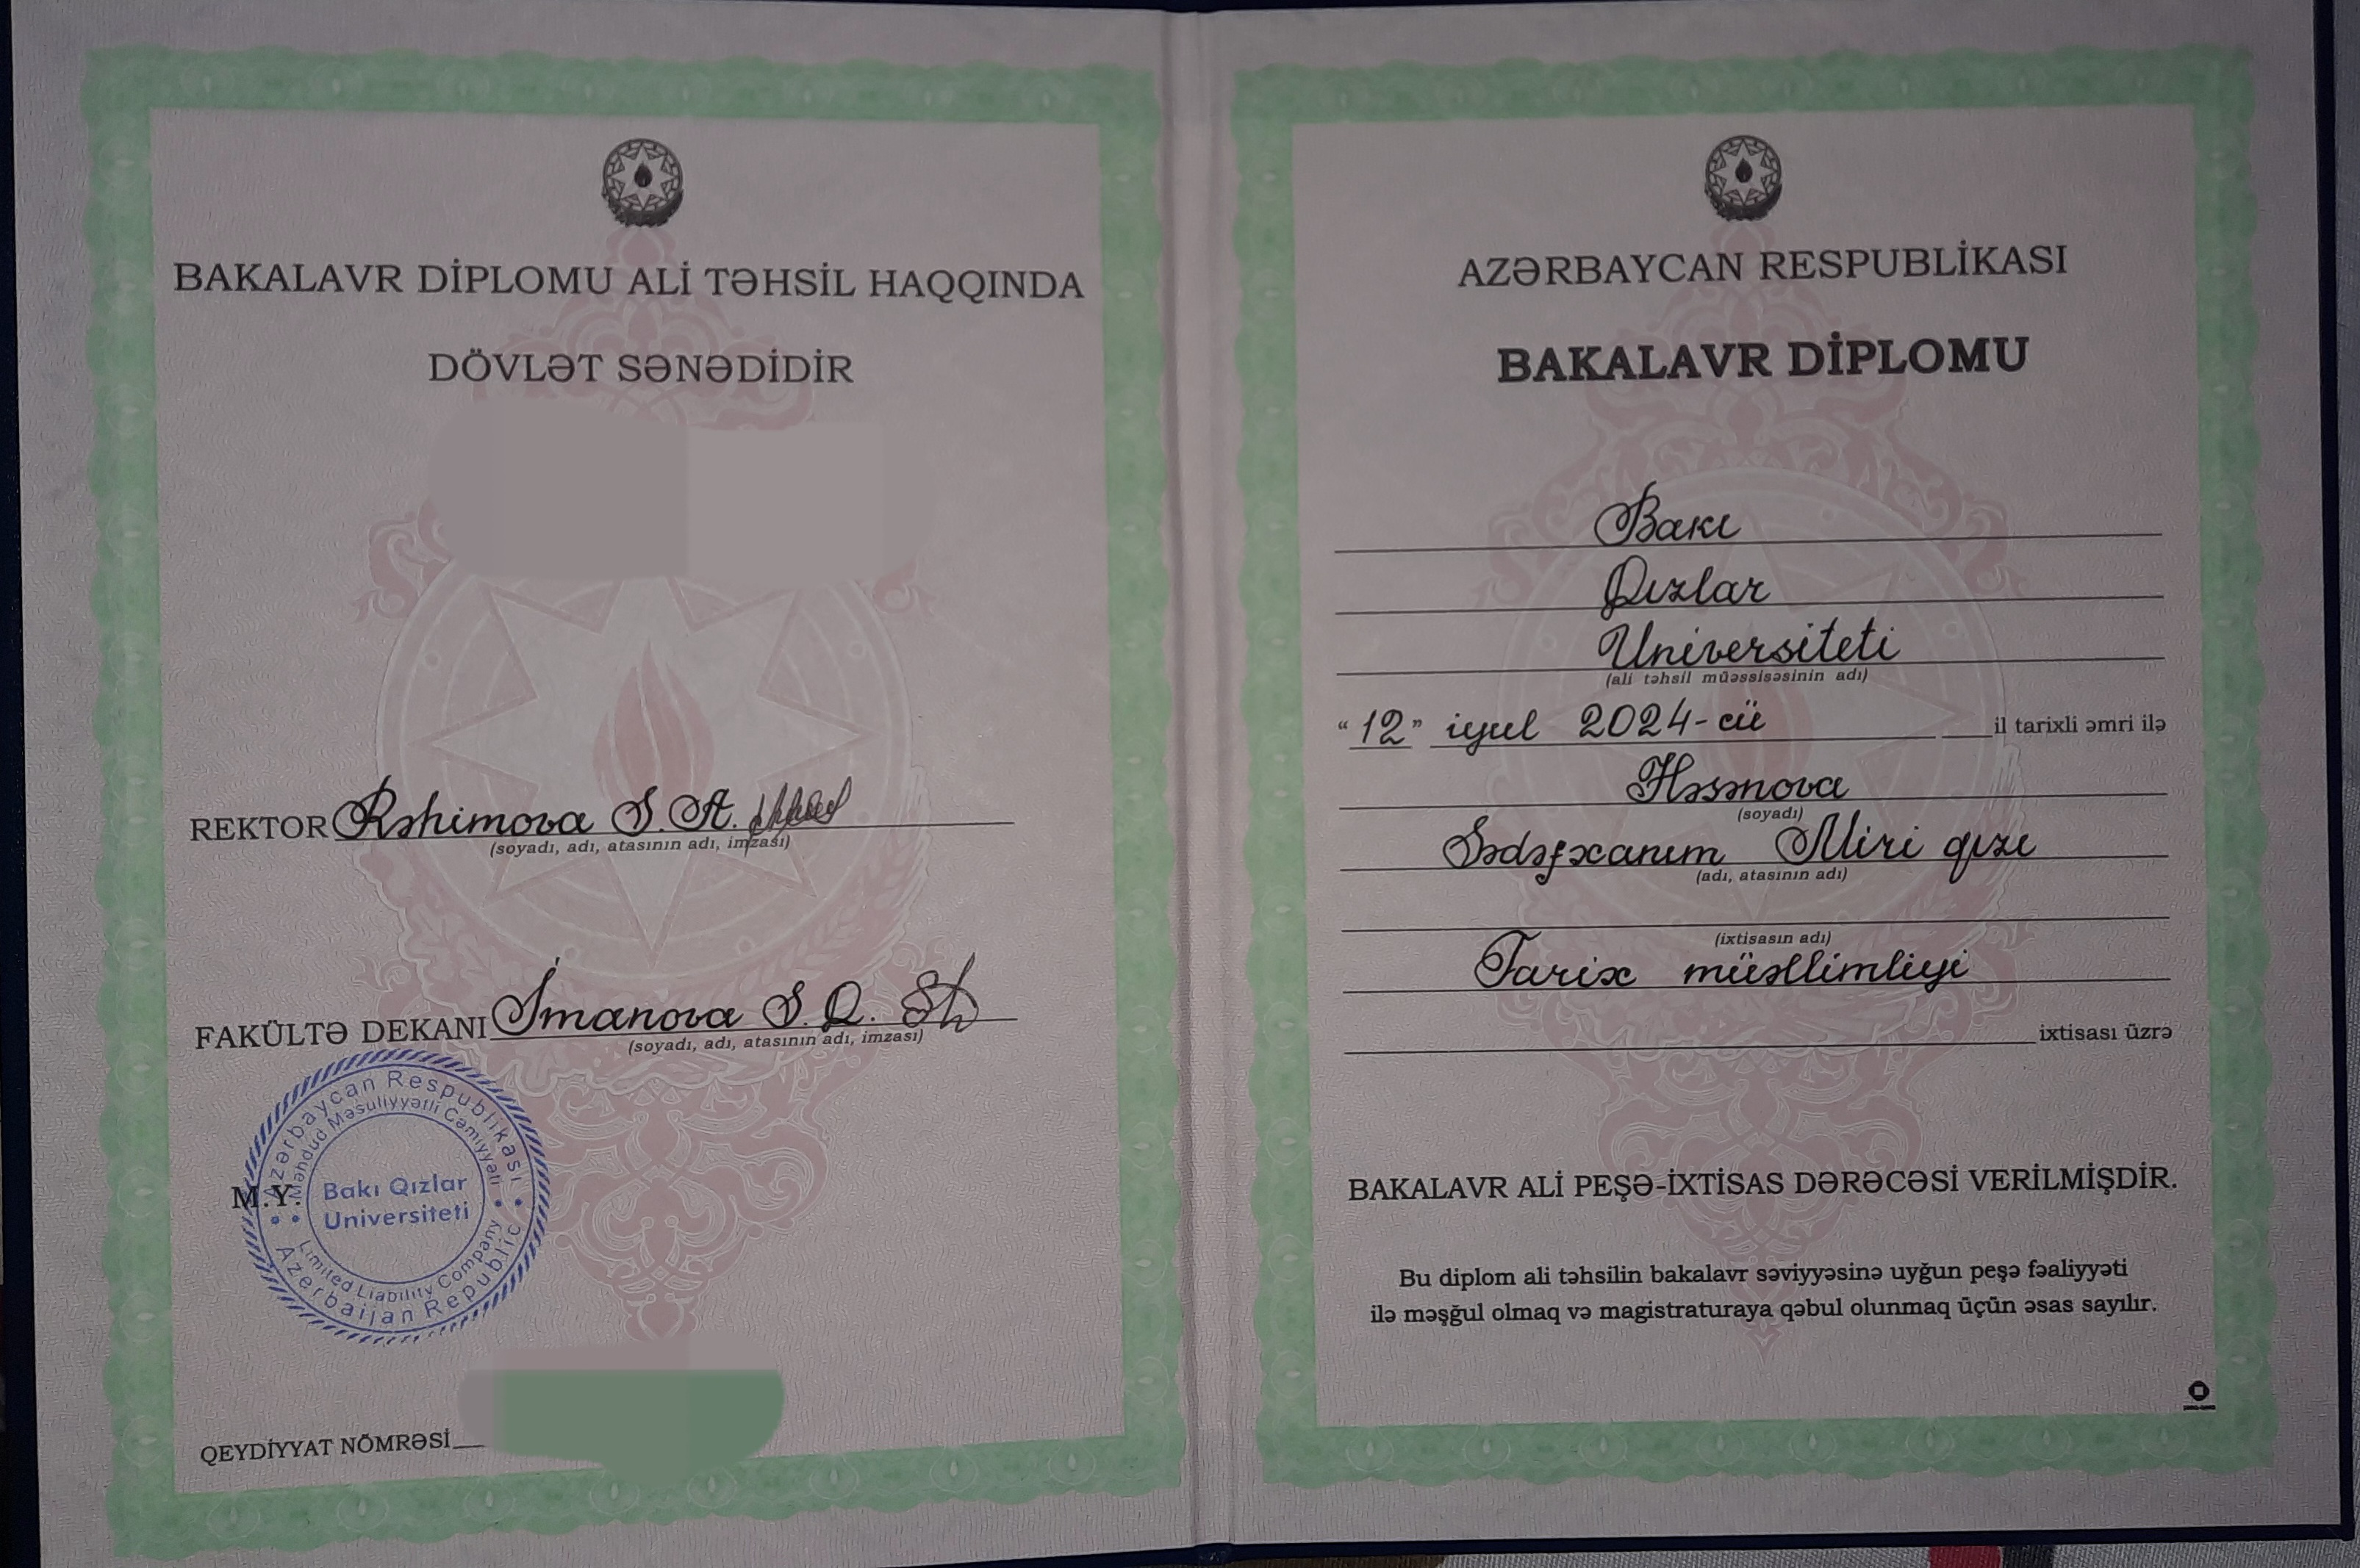 BAKALAVR DİPLOMU ALİ TƏHSİL HAQQINDA
DÖVLƏT SƏNƏDİDİR
REKTOR Rəhimova S. A.
(soyadı, adı, atasının adı, imzası)
FAKÜLTƏ DEKANI İmanova S. Q.
(soyadı, adı, atasının adı, imzası)
M.Y.
Azərbaycan Respublikası
Məhdud Məsuliyyətli Cəmiyyəti
Bakı Qızlar
Universiteti
Limited Liability Company
Azerbaijan Republic
QEYDİYYAT NÖMRƏSİ
AZƏRBAYCAN RESPUBLİKASI
BAKALAVR DİPLOMU
Bakı
Qızlar
Universiteti
(ali təhsil müəssisəsinin adı)
"12" iyul 2024-cü il tarixli əmri ilə
Həsənova
(soyadı)
Sədəfxanım Miri qızı
(adı, atasının adı)
(ixtisasın adı)
Tarix müəllimliyi
ixtisası üzrə
BAKALAVR ALİ PEŞƏ-İXTİSAS DƏRƏCƏSİ VERİLMİŞDİR.
Bu diplom ali təhsilin bakalavr səviyyəsinə uyğun peşə fəaliyyəti
ilə məşğul olmaq və magistraturaya qəbul olunmaq üçün əsas sayılır.